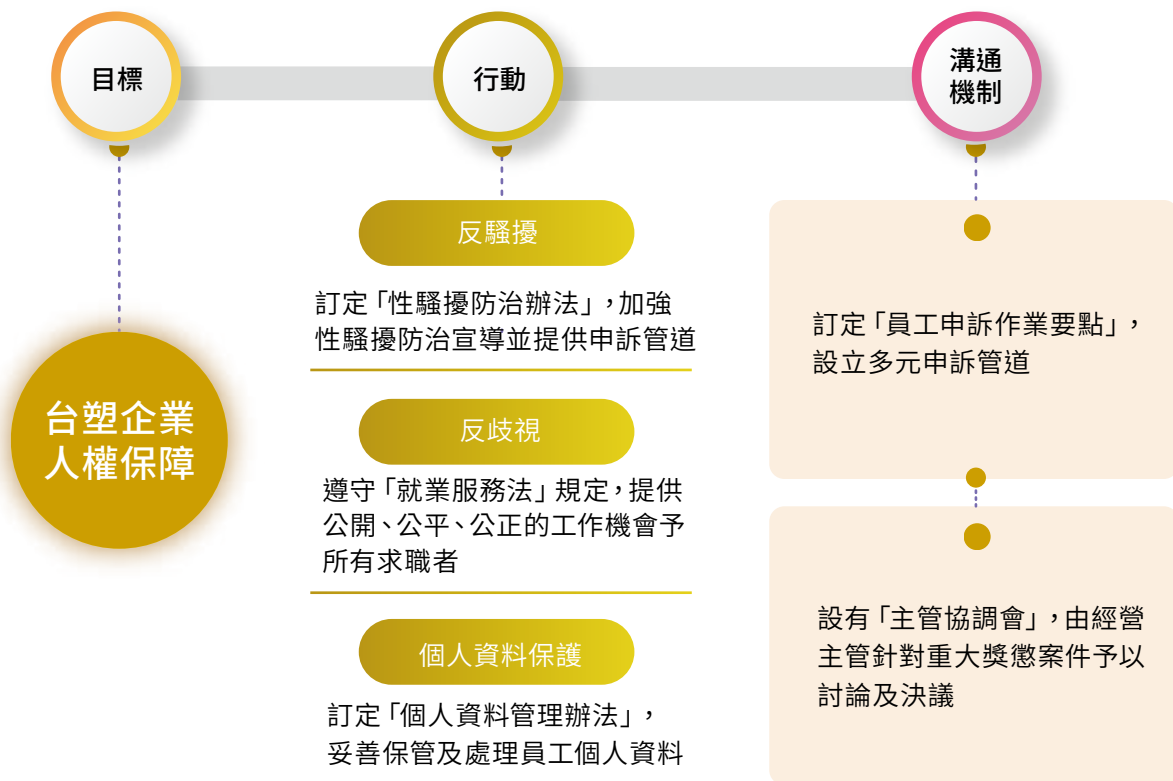 目標
行動
溝通
機制
台塑企業
人權保障
反騷擾
訂定「性騷擾防治辦法」，加強
性騷擾防治宣導並提供申訴管道
反歧視
遵守「就業服務法」規定，提供
公開、公平、公正的工作機會予
所有求職者
個人資料保護
訂定「個人資料管理辦法」，
妥善保管及處理員工個人資料
訂定「員工申訴作業要點」，
設立多元申訴管道
設有「主管協調會」，由經營
主管針對重大獎懲案件予以
討論及決議